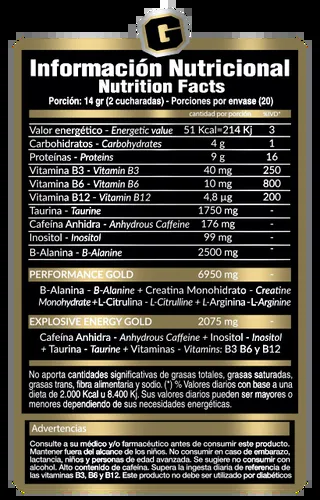 G
Información Nutricional
Nutrition Facts
Porción: 14 gr (2 cucharadas) - Porciones por envase (20)
cantidad por porción %IVD*
Valor energético - Energetic value 51 Kcal=214 Kj 3
Carbohidratos - Carbohydrates 4 g 1
Proteínas - Proteins 9 g 16
Vitamina B3 - Vitamin B3 40 mg 250
Vitamina B6 - Vitamin B6 10 mg 800
Vitamina B12 - Vitamin B12 4,8 µg 200
Taurina - Taurine 1750 mg -
Cafeína Anhidra - Anhydrous Caffeine 176 mg -
Inositol - Inositol 99 mg -
B-Alanina - B-Alanine 2500 mg -
PERFORMANCE GOLD 6950 mg -
B-Alanina - B-Alanine + Creatina Monohidrato - Creatine
Monohydrate +L-Citrulina - L-Citrulline + L-Arginina -L-Arginine
EXPLOSIVE ENERGY GOLD 2075 mg -
Cafeína Anhidra - Anhydrous Caffeine + Inositol - Inositol
+ Taurina - Taurine + Vitaminas - Vitamins: B3 B6 y B12
No aporta cantidades significativas de grasas totales, grasas saturadas,
grasas trans, fibra alimentaria y sodio. (*) % Valores diarios con base a una
dieta de 2.000 Kcal u 8.400 Kj. Sus valores diarios pueden ser mayores o
menores dependiendo de sus necesidades energéticas.
Advertencias
Consulte a su médico y/o farmacéutico antes de consumir este producto.
Mantener fuera del alcance de los niños. No consumir en caso de embarazo,
lactancia, niños y personas de edad avanzada. Se sugiere no consumir con
alcohol. Alto contenido de cafeína. Supera la ingesta diaria de referencia de
las vitaminas B3, B6 y B12. Este producto no debe ser utilizado por diabéticos